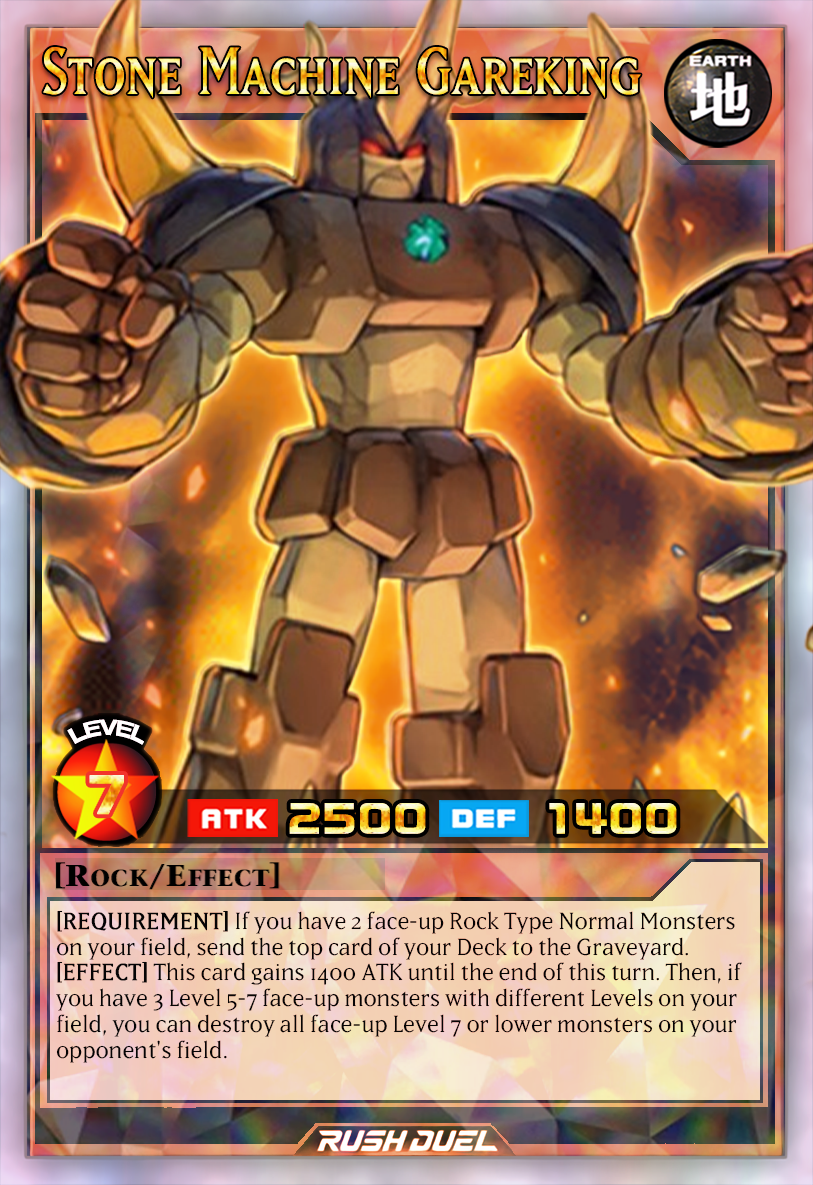 Stone Machine Gareking
EARTH
地
LEVEL
7
ATK 2500 DEF 1400
[Rock/Effect]
[REQUIREMENT] If you have 2 face-up Rock Type Normal Monsters
on your field, send the top card of your Deck to the Graveyard.
[EFFECT] This card gains 1400 ATK until the end of this turn. Then, if
you have 3 Level 5-7 face-up monsters with different Levels on your
field, you can destroy all face-up Level 7 or lower monsters on your
opponent's field.
RUSH DUEL